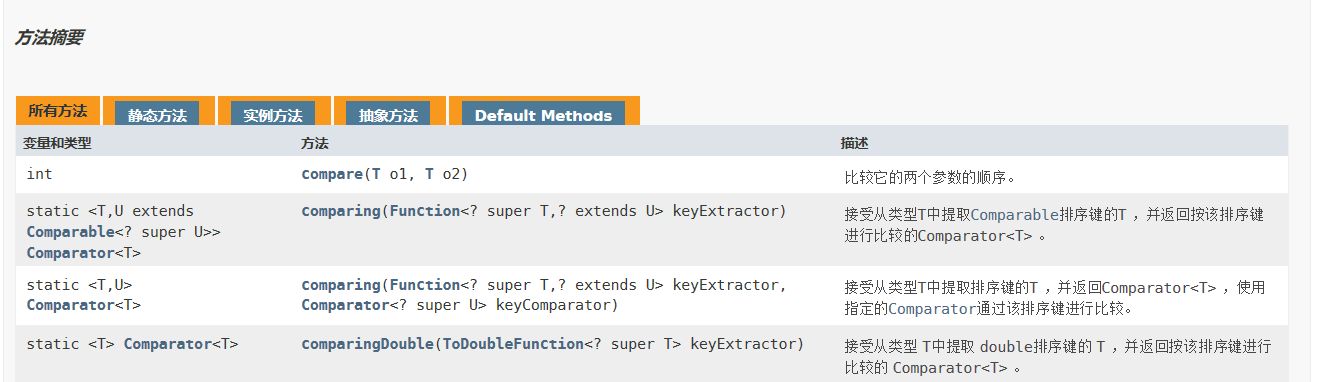 方法摘要
所有方法 静态方法 实例方法 抽象方法 Default Methods
变量和类型 方法 描述
int compare(T o1, T o2) 比较它的两个参数的顺序。
static <T,U extends Comparable<? super U>> Comparator<T> comparing(Function<? super T,? extends U> keyExtractor) 接受从类型T中提取Comparable排序键的T ，并返回按该排序键
进行比较的Comparator<T> 。
static <T,U> Comparator<T> comparing(Function<? super T,? extends U> keyExtractor, Comparator<? super U> keyComparator) 接受从类型T中提取排序键的T ，并返回Comparator<T> ，使用
指定的Comparator通过该排序键进行比较。
static <T> Comparator<T> comparingDouble(ToDoubleFunction<? super T> keyExtractor) 接受从类型 T中提取 double排序键的 T ，并返回按该排序键进行
比较的 Comparator<T> 。